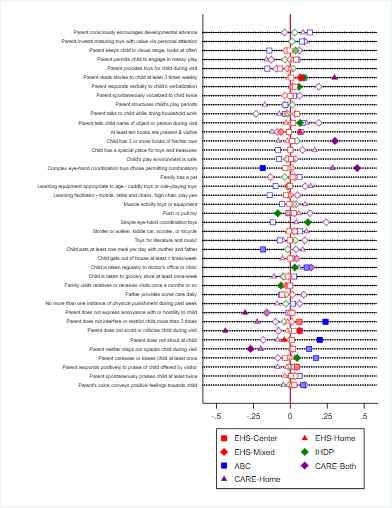 Parent consciously encourages developmental advance
Parent invests maturing toys with value via personal attention
Parent keeps child in visual range, looks at often
Parent permits child to engage in messy play
Parent provides toys for child during visit
Parent reads stories to child at least 3 times weekly
Parent responds verbally to child's verbalization
Parent spontaneously vocalized to child twice
Parent structures child's play periods
Parent talks to child while doing household work
Parent tells child name of object or person during visit
At least ten books are present & visible
Child has 3 or more books of his/her own
Child has a special place for toys and treasures
Child's play environment is safe
Complex eye-hand coordination toys (those permitting combination)
Family has a pet
Learning equipment appropriate to age - cuddly toys or role-playing toys
Learning facilitator - mobile, table and chairs, high chair, play pen
Muscle activity toys or equipment
Push or pull toy
Simple eye-hand coordination toys
Stroller or walker, kiddie car, scooter, or tricycle
Toys for literature and music
Child eats at least one meal per day with mother and father
Child gets out of house at least 4 times/week
Child is taken regularly to doctor's office or clinic
Child is taken to grocery store at least once/week
Family visits relatives or receives visits once a months or so
Father provides some care daily
No more than one instance of physical punishment during past week
Parent does not express annoyance with or hostility to child
Parent does not interfere or restrict child more than 3 times
Parent does not scold or criticize child during visit
Parent does not shout at child
Parent neither slaps nor spanks child during visit
Parent caresses or kisses child at least once
Parent responds positively to praise of child offered by visitor
Parent spontaneously praises child at least twice
Parent's voice conveys positive feelings towards child
-.5 -.25 0 .25 .5
EHS-Center EHS-Home
EHS-Mixed IHDP
ABC CARE-Both
CARE-Home